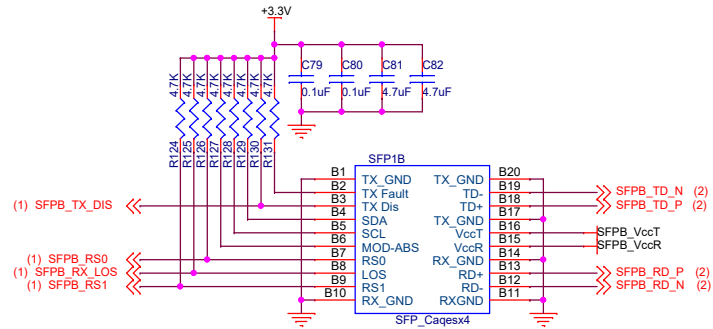 +3.3V
4.7K 4.7K 4.7K 4.7K 4.7K 4.7K 4.7K 4.7K
C79 C80 C81 C82
0.1uF 0.1uF 4.7uF 4.7uF
R124 R125 R126 R127 R128 R129 R130 R131
SFP1B
B1 TX_GND TX_GND B20
B2 TX Fault TD- B19 SFPB_TD_N (2)
(1) SFPB_TX_DIS B3 TX Dis TD+ B18 SFPB_TD_P (2)
B4 SDA TX_GND B17
B5 SCL VccT B16 SFPB_VccT
B6 MOD-ABS VccR B15 SFPB_VccR
(1) SFPB_RS0 B7 RS0 RX_GND B14
(1) SFPB_RX_LOS B8 LOS RD+ B13 SFPB_RD_P (2)
(1) SFPB_RS1 B9 RS1 RD- B12 SFPB_RD_N (2)
B10 RX_GND RXGND B11
SFP_Caqesx4